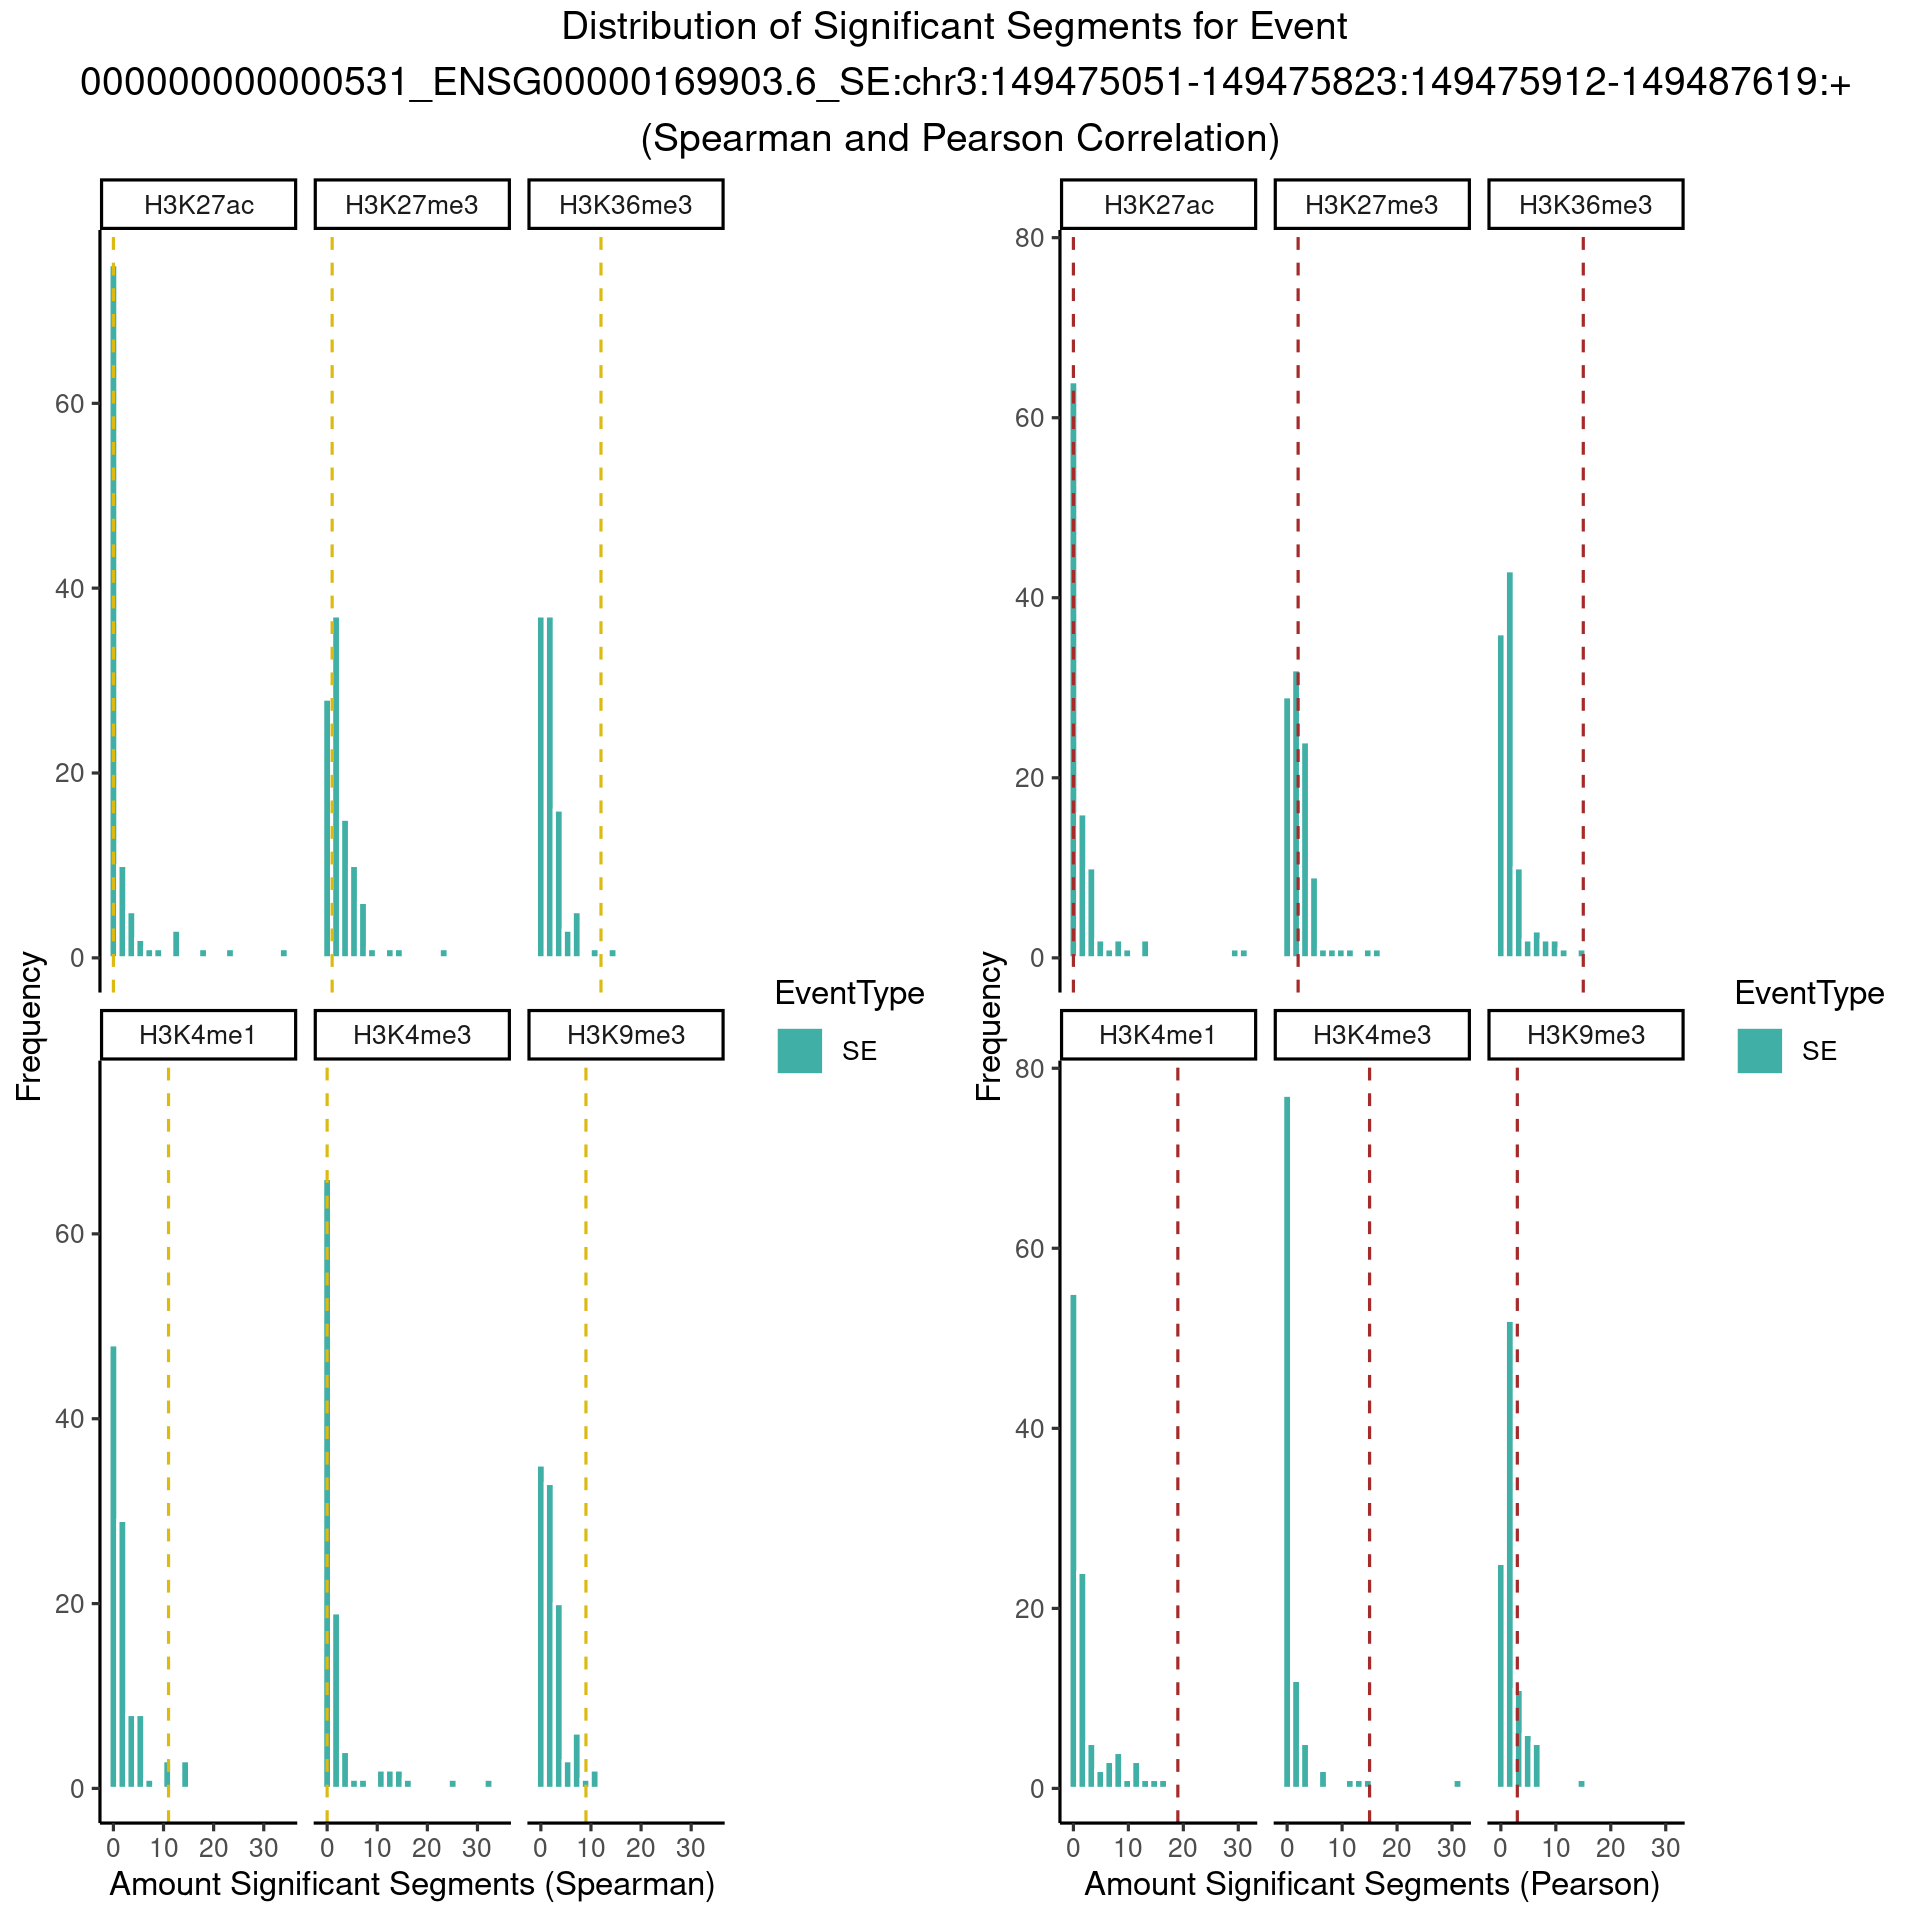 Distribution of Significant Segments for Event
000000000000531_ENSG00000169903.6_SE:chr3:149475051-149475823:149475912-149487619:+
(Spearman and Pearson Correlation)
H3K27ac H3K27me3 H3K36me3
60
40
20
0
H3K4me1 H3K4me3 H3K9me3
60
40
20
0
0 10 20 30 0 10 20 30 0 10 20 30
Amount Significant Segments (Spearman)
Frequency
EventType
SE
H3K27ac H3K27me3 H3K36me3
80
60
40
20
0
H3K4me1 H3K4me3 H3K9me3
80
60
40
20
0
0 10 20 30 0 10 20 30 0 10 20 30
Amount Significant Segments (Pearson)
Frequency
EventType
SE